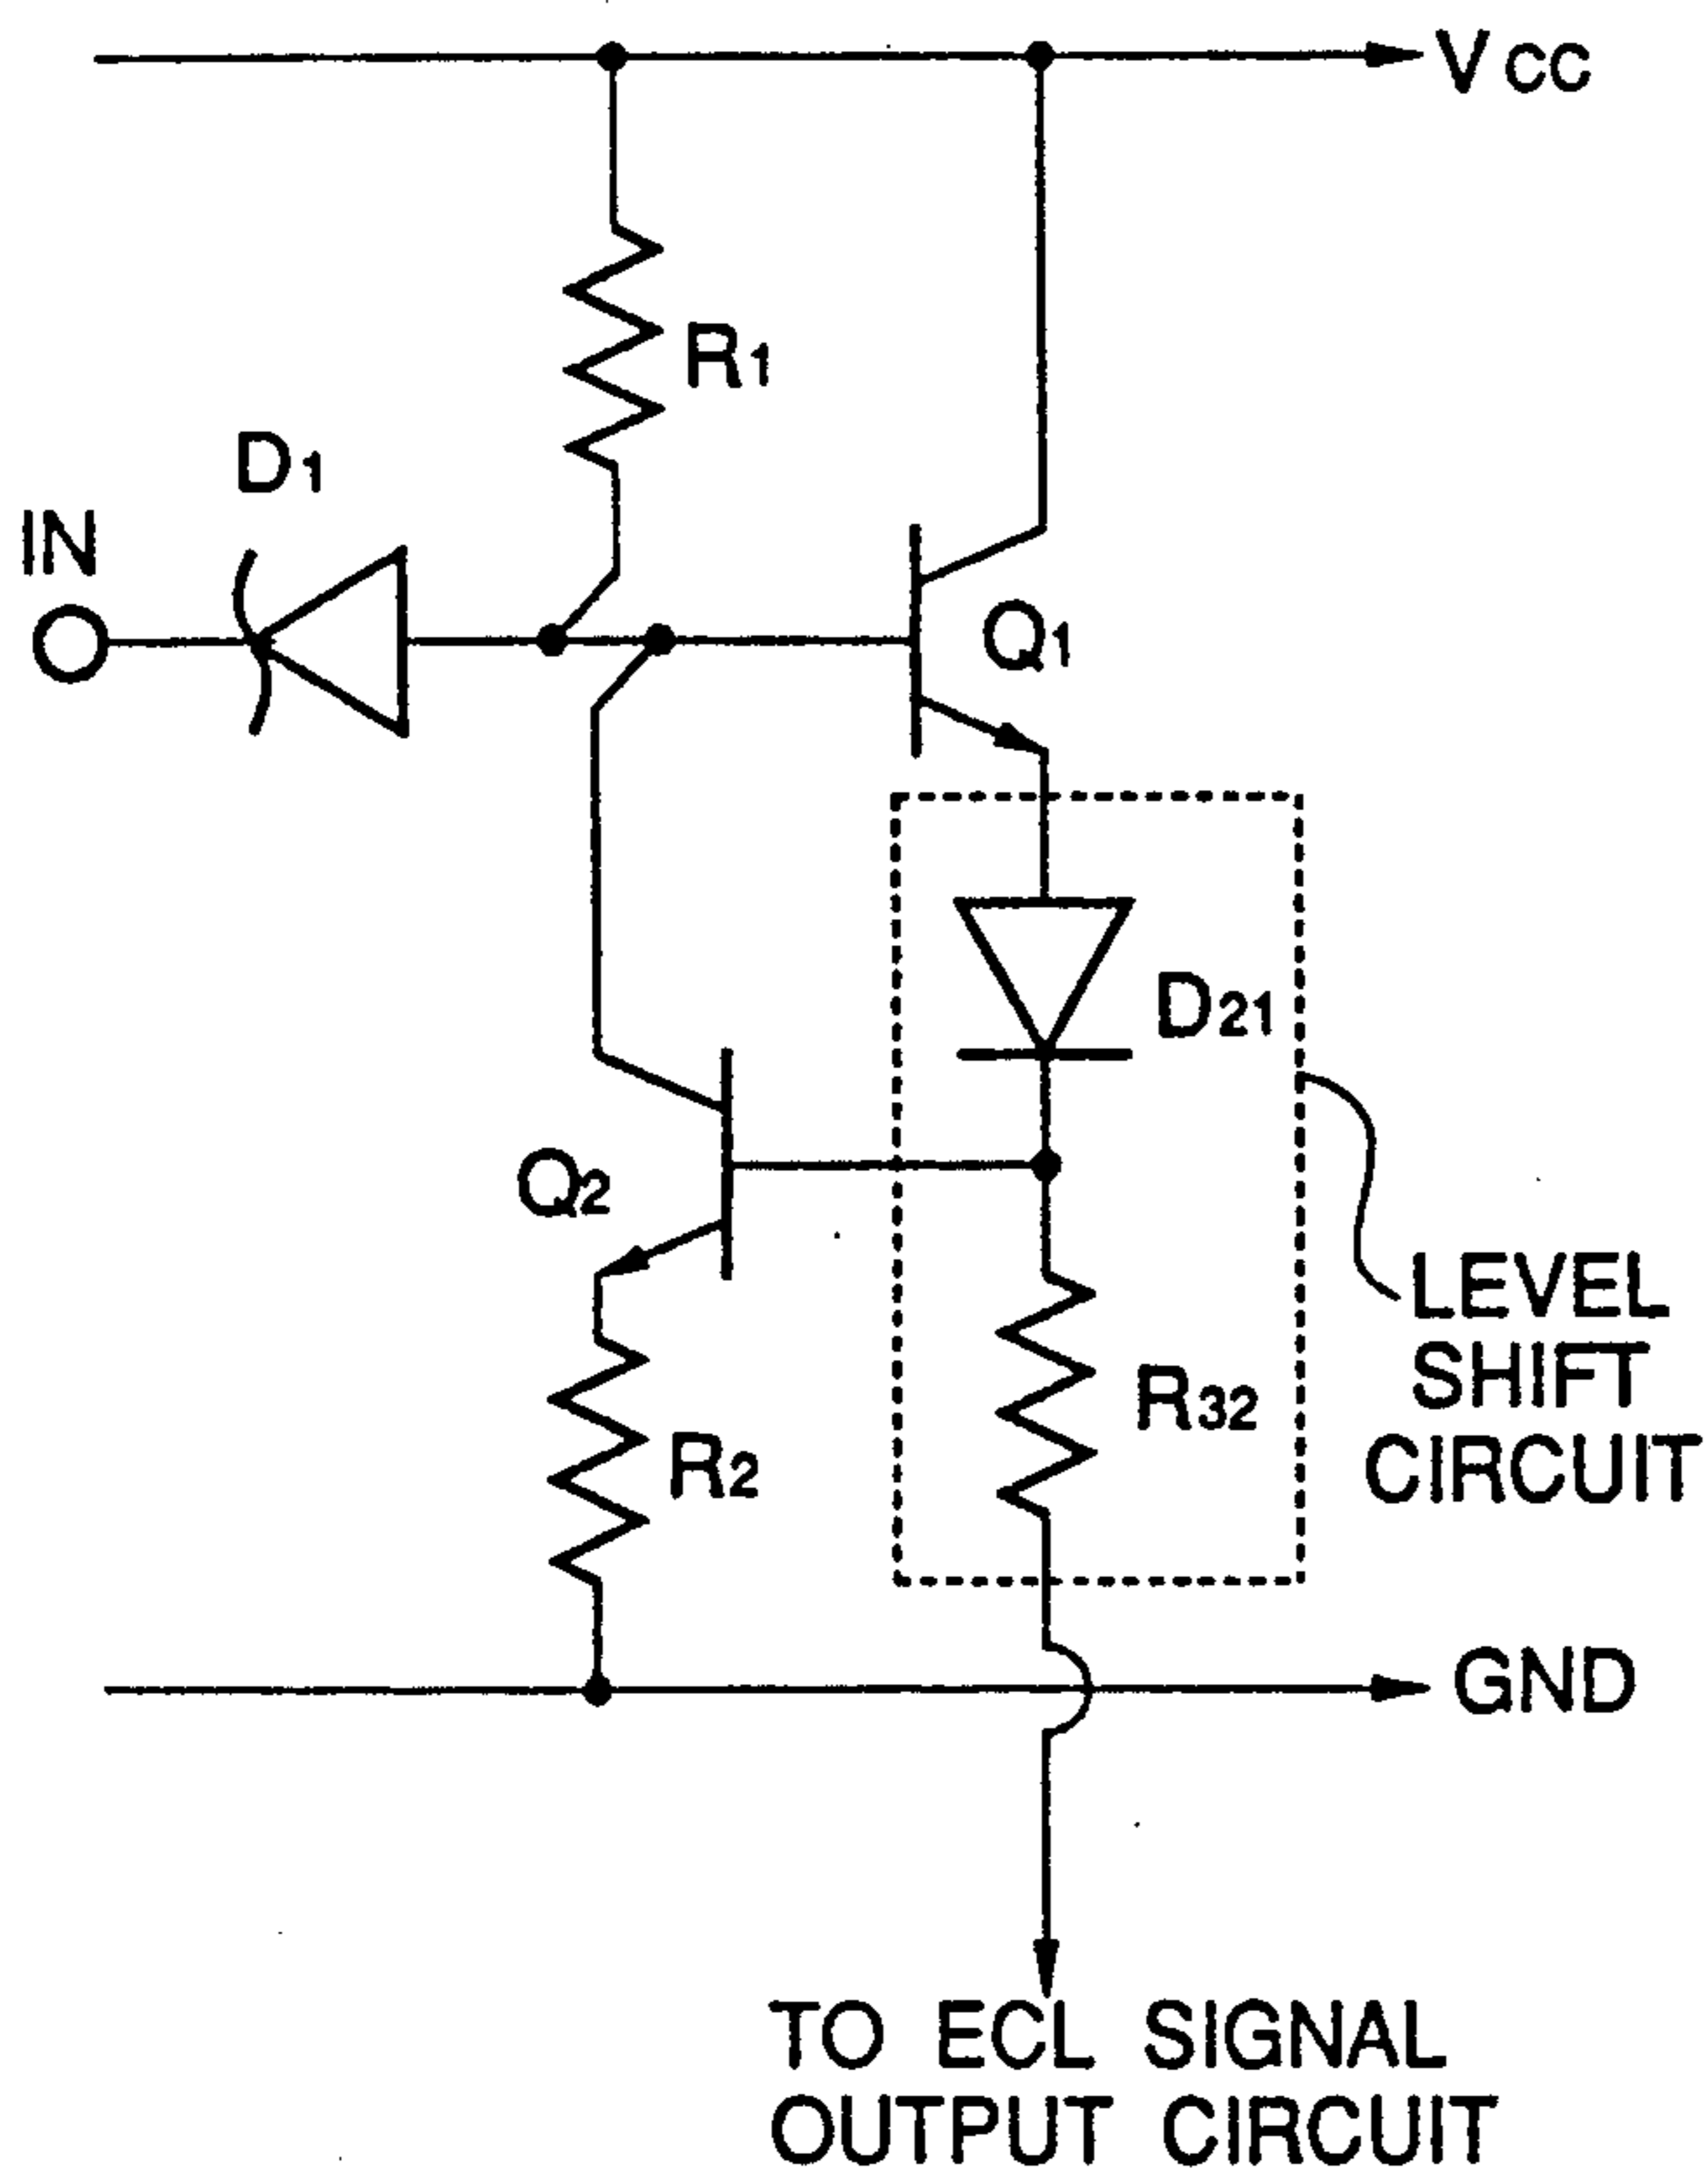 VCC
R1
D1
IN
Q1
D21
Q2
LEVEL
SHIFT
CIRCUIT
R32
R2
GND
TO ECL SIGNAL
OUTPUT CIRCUIT